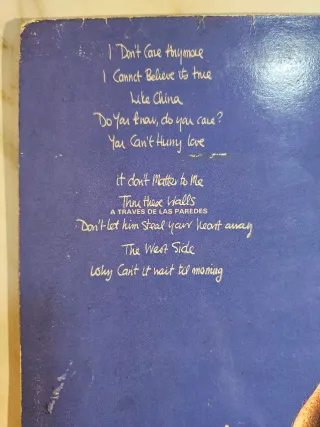 I Don't Care Anymore
I Cannot Believe its true
Like China
Do You Know, do you care?
You Can't Hurry Love
it don't Matter to Me
Thru these Walls
A TRAVÉS DE LAS PAREDES
Don't let him Steal your heart away
The West Side
Why Can't it wait til morning